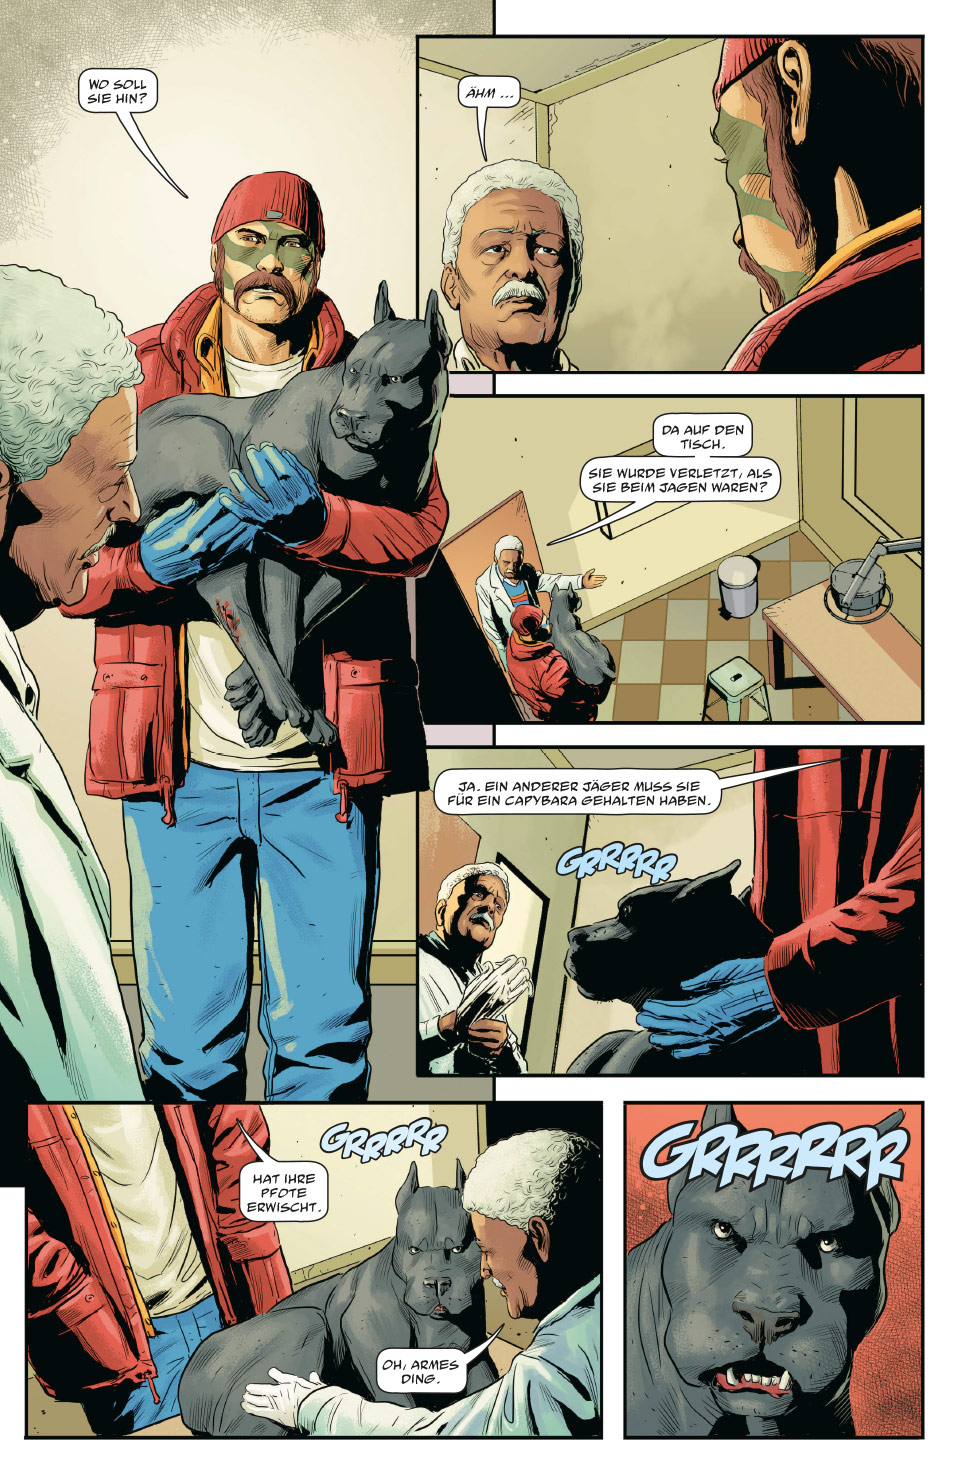 WO SOLL
SIE HIN?
ÄHM ...
DA AUF DEN
TISCH.
SIE WURDE VERLETZT, ALS
SIE BEIM JAGEN WAREN?
JA. EIN ANDERER JÄGER MUSS SIE
FÜR EIN CAPYBARA GEHALTEN HABEN.
GRRRRR
GRRRRR
HAT IHRE
PFOTE
ERWISCHT.
OH, ARMES
DING.
GRRRRRR